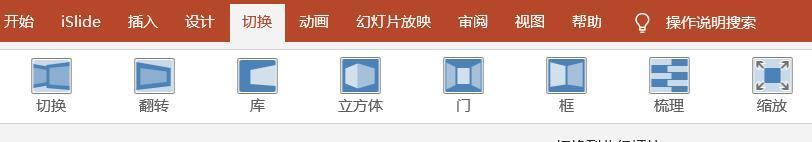 开始 iSlide 插入 设计 切换 动画 幻灯片放映 审阅 视图 帮助 操作说明搜索
切换 翻转 库 立方体 门 框 梳理 缩放